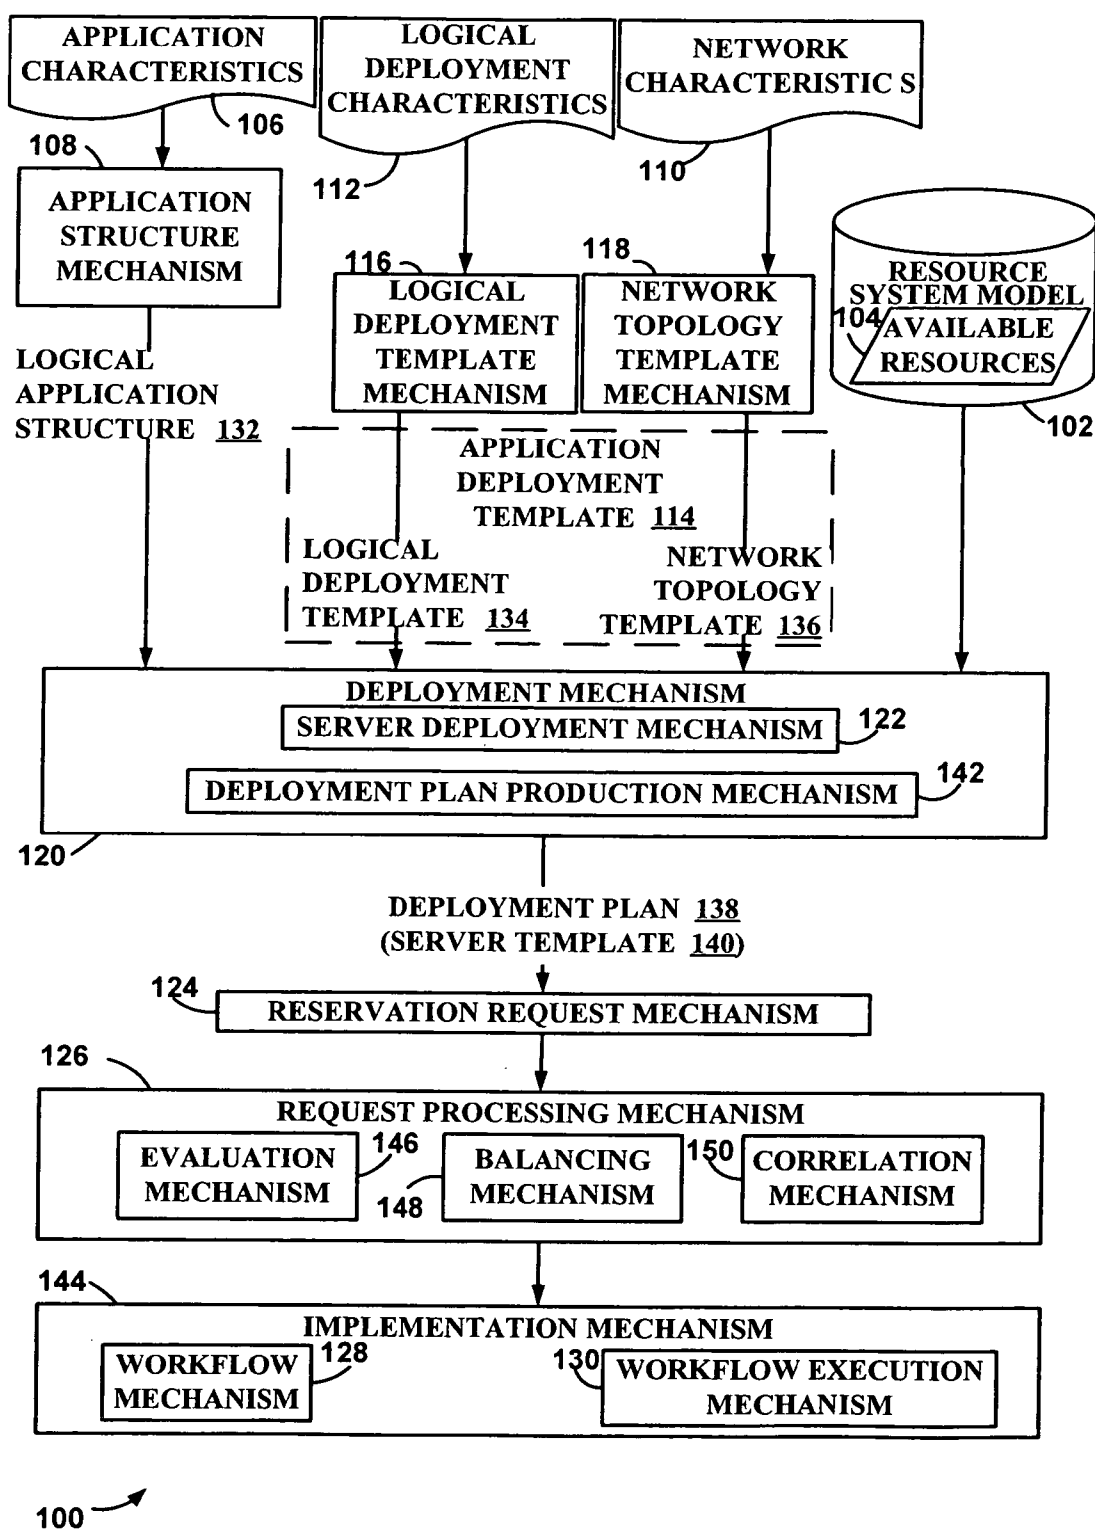 APPLICATION
CHARACTERISTICS
106
LOGICAL
DEPLOYMENT
CHARACTERISTICS
112
NETWORK
CHARACTERISTIC S
110
108
APPLICATION
STRUCTURE
MECHANISM
116
LOGICAL
DEPLOYMENT
TEMPLATE
MECHANISM
118
NETWORK
TOPOLOGY
TEMPLATE
MECHANISM
RESOURCE
SYSTEM MODEL
104
AVAILABLE
RESOURCES
102
LOGICAL
APPLICATION
STRUCTURE 132
APPLICATION
DEPLOYMENT
TEMPLATE 114
LOGICAL
DEPLOYMENT
TEMPLATE 134
NETWORK
TOPOLOGY
TEMPLATE 136
DEPLOYMENT MECHANISM
SERVER DEPLOYMENT MECHANISM
122
DEPLOYMENT PLAN PRODUCTION MECHANISM
142
120
DEPLOYMENT PLAN 138
(SERVER TEMPLATE 140)
124
RESERVATION REQUEST MECHANISM
126
REQUEST PROCESSING MECHANISM
EVALUATION
MECHANISM
146
148
BALANCING
MECHANISM
150
CORRELATION
MECHANISM
144
IMPLEMENTATION MECHANISM
WORKFLOW
MECHANISM
128
130
WORKFLOW EXECUTION
MECHANISM
100